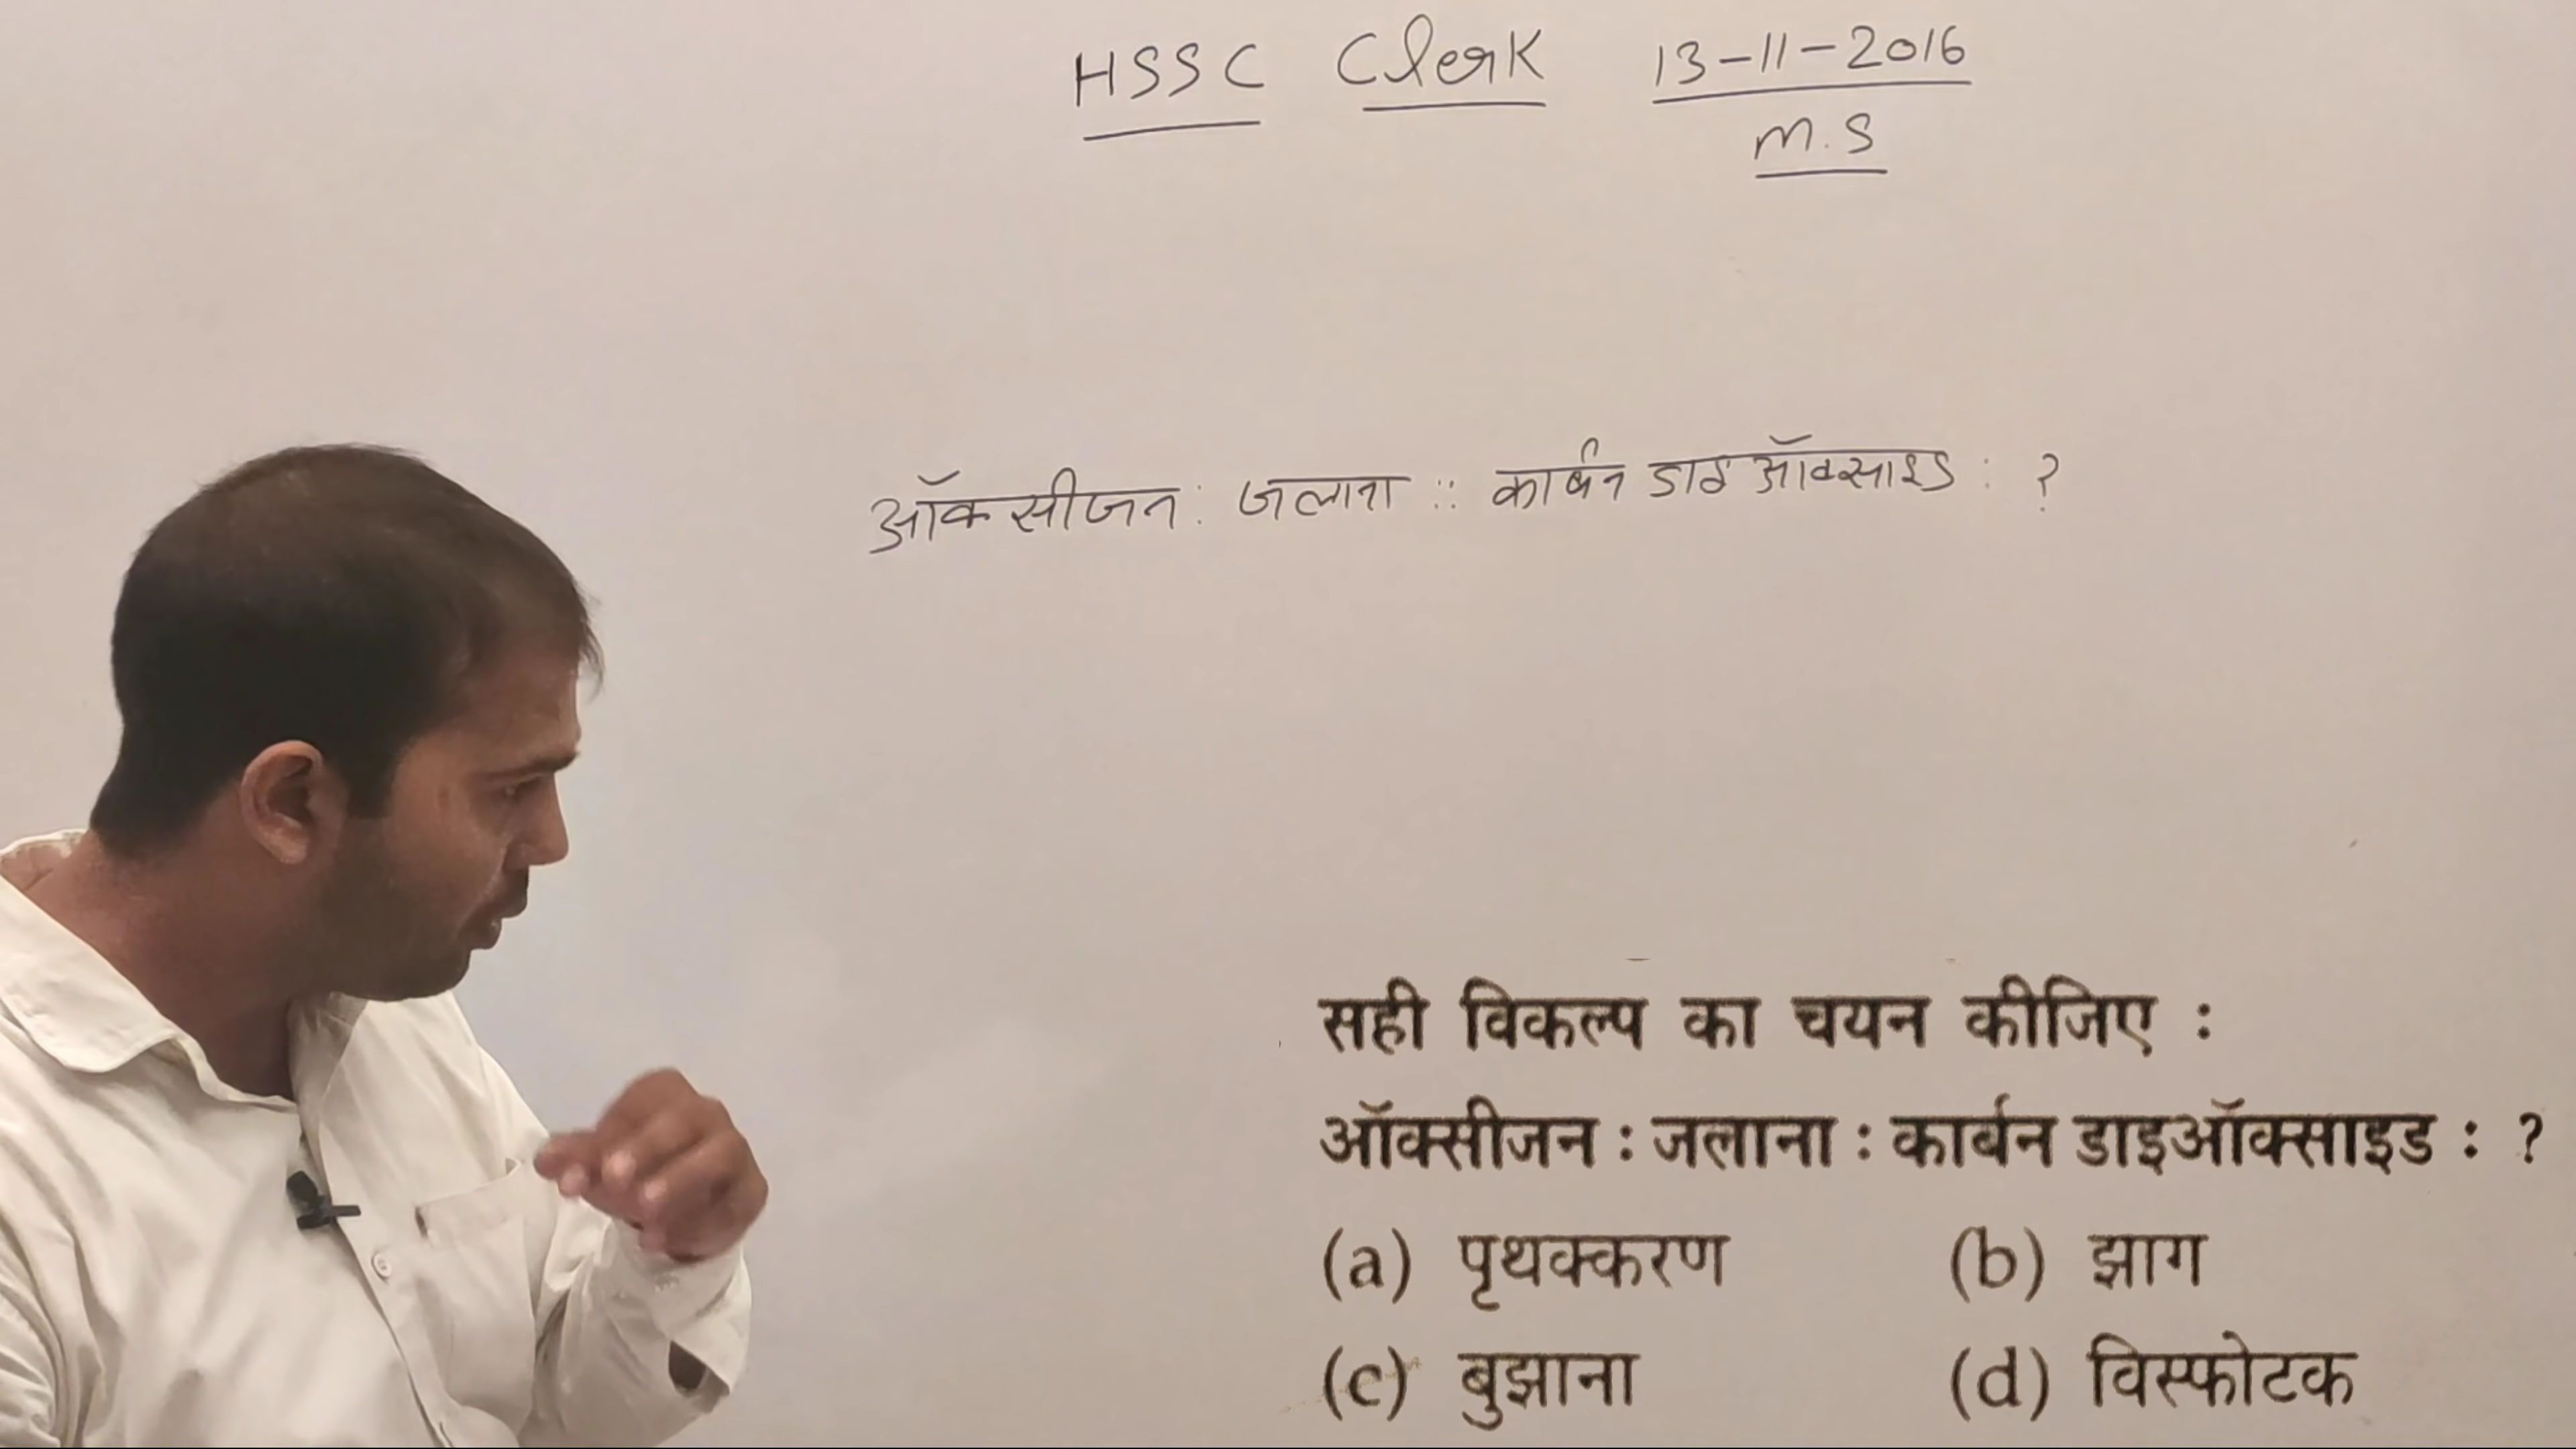 HSSC Clerk 13-11-2016
M.S
ऑकसीजन : जलाना :: कार्बन डाइ ऑक्साइड : ?
सही विकल्प का चयन कीजिए :
ऑक्सीजन : जलाना : कार्बन डाइऑक्साइड : ?
(a) पृथक्करण (b) झाग
(c) बुझाना (d) विस्फोटक